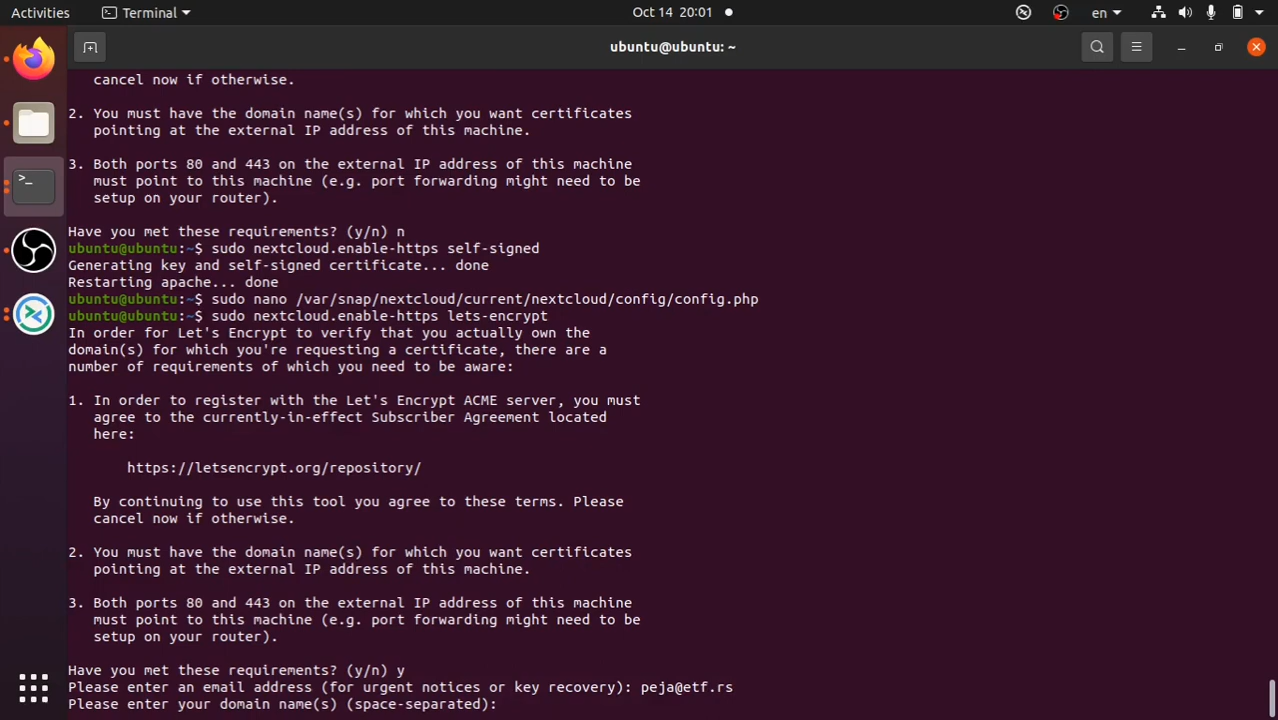 Activities
Terminal
Oct 14 20:01
en
ubuntu@ubuntu: ~
cancel now if otherwise.
2. You must have the domain name(s) for which you want certificates
pointing at the external IP address of this machine.
3. Both ports 80 and 443 on the external IP address of this machine
must point to this machine (e.g. port forwarding might need to be
setup on your router).
Have you met these requirements? (y/n) n
ubuntu@ubuntu:~$ sudo nextcloud.enable-https self-signed
Generating key and self-signed certificate... done
Restarting apache... done
ubuntu@ubuntu:~$ sudo nano /var/snap/nextcloud/current/nextcloud/config/config.php
ubuntu@ubuntu:~$ sudo nextcloud.enable-https lets-encrypt
In order for Let's Encrypt to verify that you actually own the
domain(s) for which you're requesting a certificate, there are a
number of requirements of which you need to be aware:
1. In order to register with the Let's Encrypt ACME server, you must
agree to the currently-in-effect Subscriber Agreement located
here:
https://letsencrypt.org/repository/
By continuing to use this tool you agree to these terms. Please
cancel now if otherwise.
2. You must have the domain name(s) for which you want certificates
pointing at the external IP address of this machine.
3. Both ports 80 and 443 on the external IP address of this machine
must point to this machine (e.g. port forwarding might need to be
setup on your router).
Have you met these requirements? (y/n) y
Please enter an email address (for urgent notices or key recovery): peja@etf.rs
Please enter your domain name(s) (space-separated):